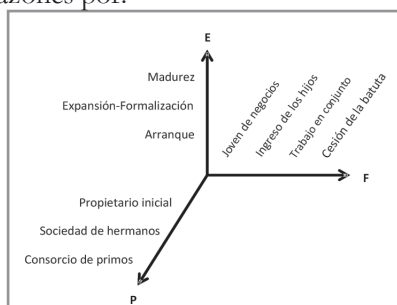 azones por:
E
Madurez
Expansión-Formalización
Arranque
Joven de negocios
Ingreso de los hijos
Trabajo en conjunto
Cesión de la batuta
F
Propietario inicial
Sociedad de hermanos
Consorcio de primos
P